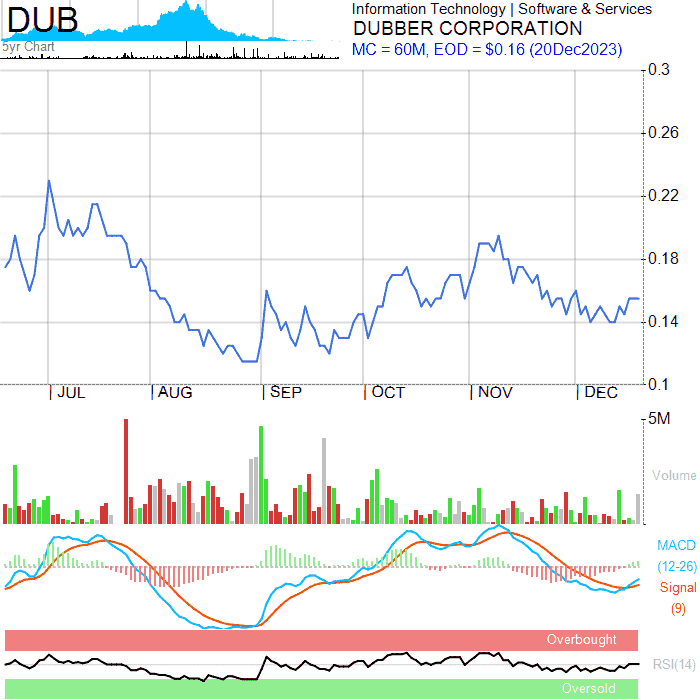 DUB
5yr Chart
Information Technology | Software & Services
DUBBER CORPORATION
MC = 60M, EOD = $0.16 (20Dec2023)
0.3
0.26
0.22
0.18
0.14
0.1
| JUL | AUG | SEP | OCT | NOV | DEC
5M
Volume
MACD
(12-26)
Signal
(9)
Overbought
RSI(14)
Oversold